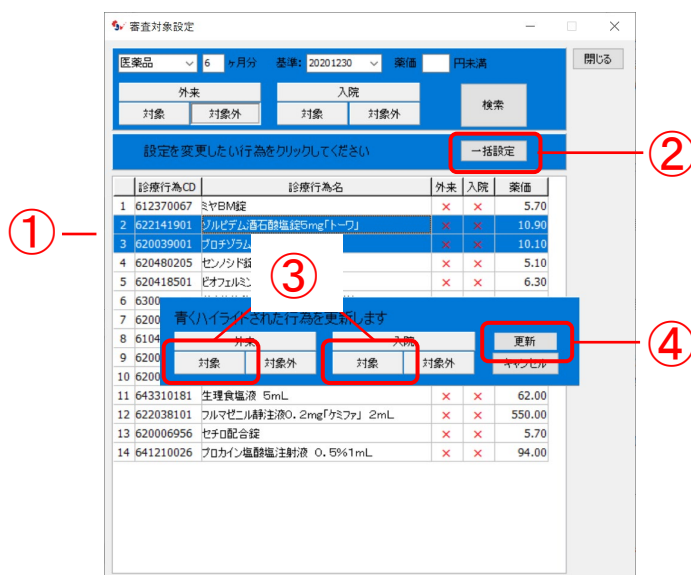 審査対象設定
医薬品 6 ヶ月分 基準: 20201230 薬価 円未満 閉じる
外来 入院 検索
対象 対象外 対象 対象外
設定を変更したい行為をクリックしてください 一括設定
②
診療行為CD 診療行為名 外来 入院 薬価
1 612370067 ミヤBM錠 × × 5.70
① 2 622141901 ゾルピデム酒石酸塩錠5mg「トーワ」 × × 10.90
3 620039001 ブロチゾラム × × 10.10
4 620480205 センノシド錠 × × 5.10
5 620418501 ビオフェルミン × × 6.30
③
6 6300
7 6200 青くハイライトされた行為を更新します
8 6104 外来 入院 更新
④
9 6200 対象 対象外 対象 対象外 キャンセル
10 6200
11 643310181 生理食塩液 5mL × × 62.00
12 622038101 フルマゼニル静注液0.2mg「ケミファ」 2mL × × 550.00
13 620006956 セチロ配合錠 × × 5.70
14 641210026 プロカイン塩酸塩注射液 0.5%1mL × × 94.00